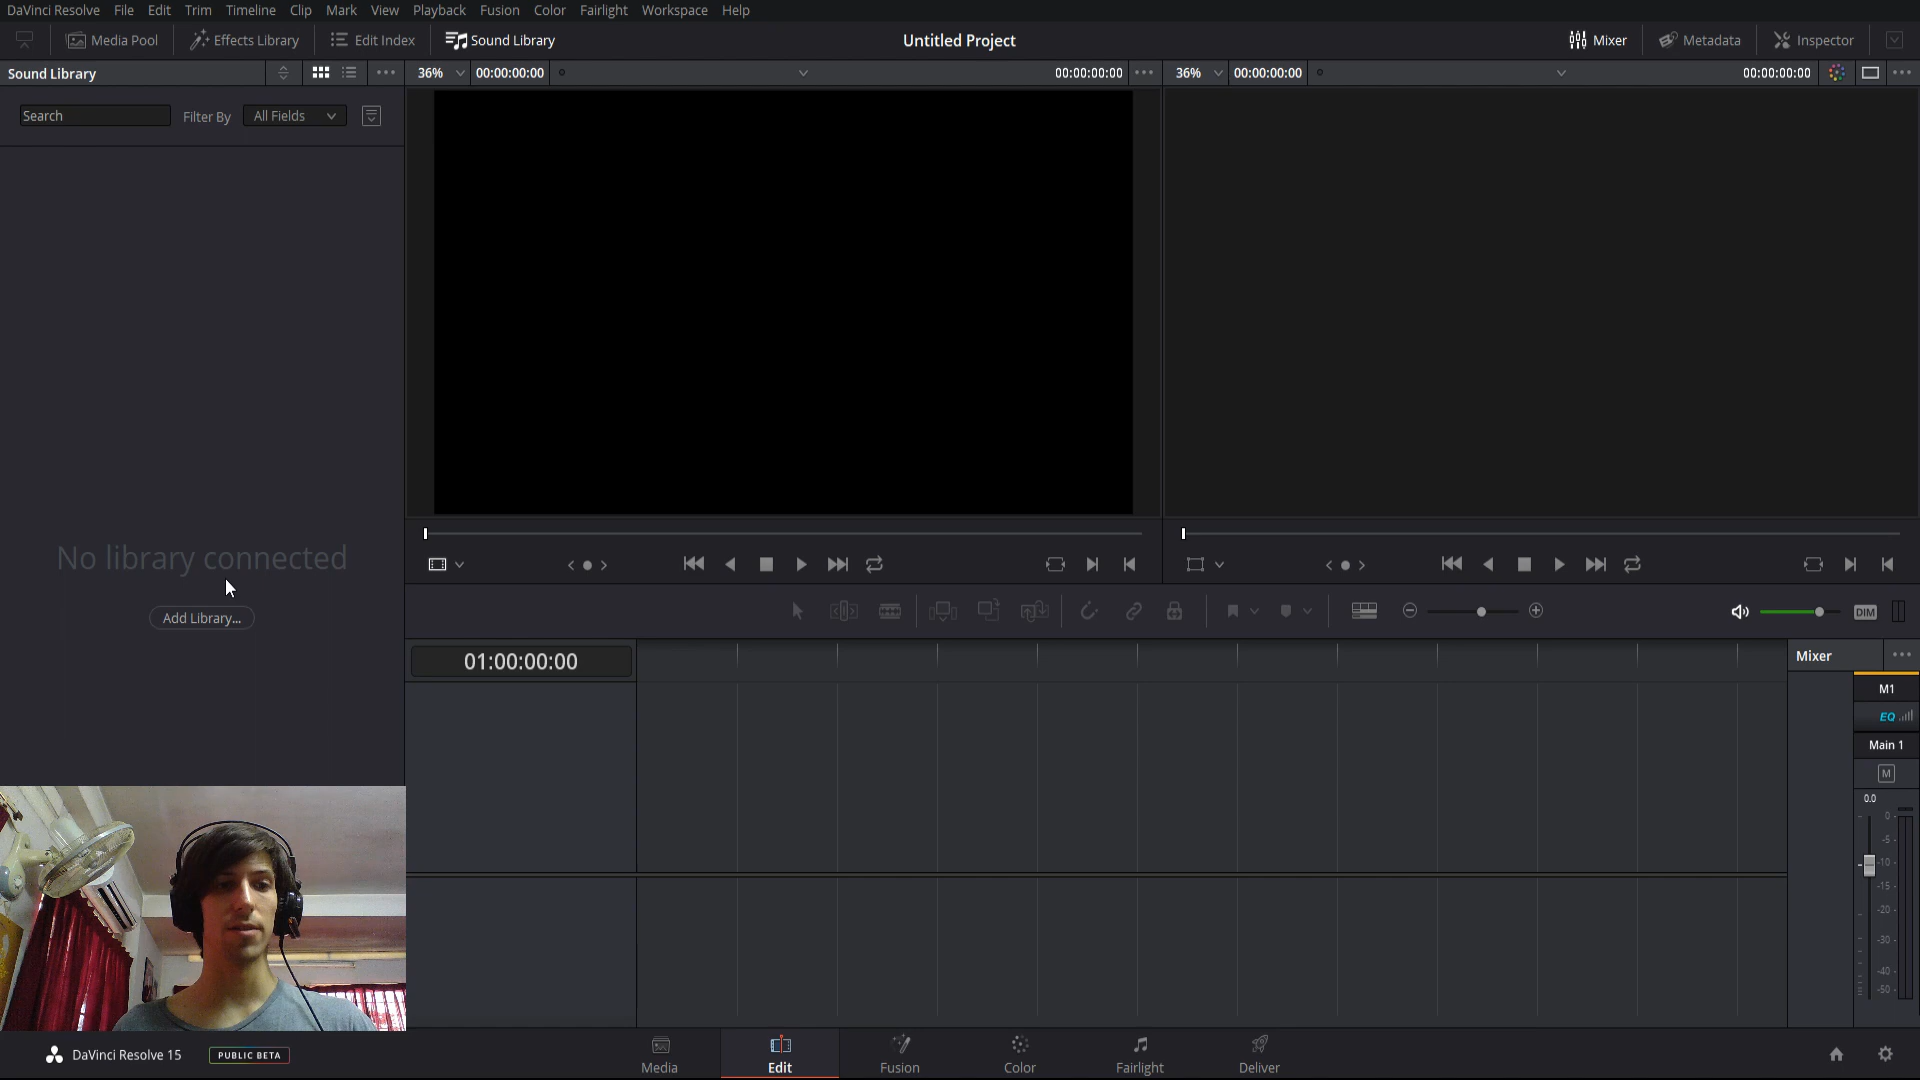 DaVinci Resolve File Edit Trim Timeline Clip Mark View Playback Fusion Color Fairlight Workspace Help
Media Pool Effects Library Edit Index Sound Library Untitled Project Mixer Metadata Inspector
Sound Library 36% 00:00:00:00 00:00:00:00 36% 00:00:00:00 00:00:00:00
Search Filter By All Fields
No library connected
Add Library...
DIM
01:00:00:00
Mixer
M1
EQ
Main 1
M
0.0
0
-5
-10
-15
-20
-30
-40
-50
DaVinci Resolve 15 PUBLIC BETA
Media Edit Fusion Color Fairlight Deliver